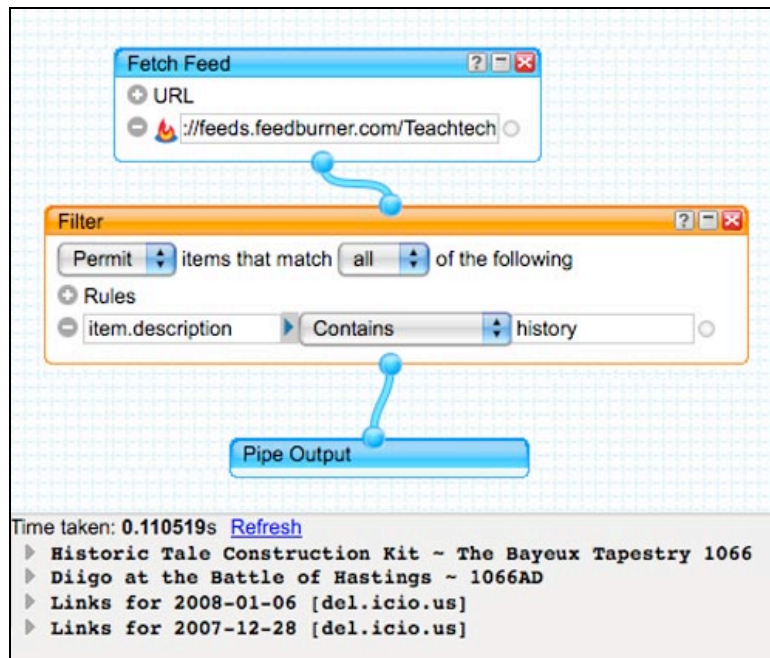 Fetch Feed ?
URL
://feeds.feedburner.com/Teachtech
Filter ?
Permit items that match all of the following
Rules
item.description Contains history
Pipe Output
Time taken: 0.110519s Refresh
Historic Tale Construction Kit ~ The Bayeux Tapestry 1066
Diigo at the Battle of Hastings ~ 1066AD
Links for 2008-01-06 [del.icio.us]
Links for 2007-12-28 [del.icio.us]